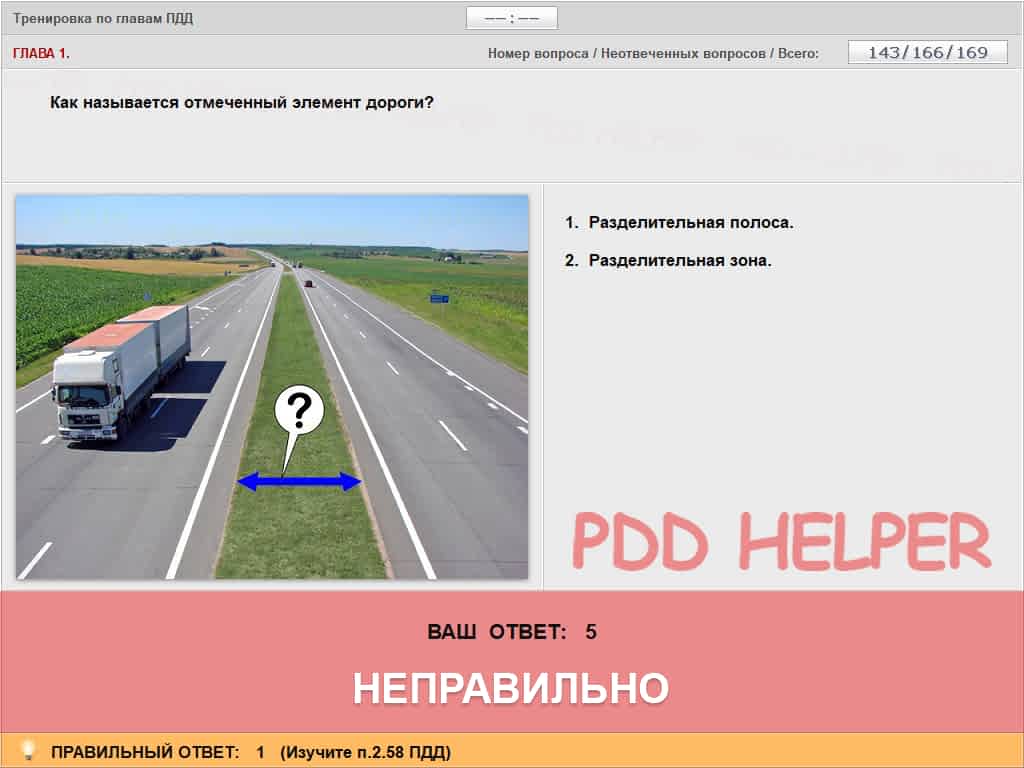 Тренировка по главам ПДД
—— : ——
ГЛАВА 1.
Номер вопроса / Неотвеченных вопросов / Всего:
143/166/169
Как называется отмеченный элемент дороги?
1. Разделительная полоса.
2. Разделительная зона.
?
PDD HELPER
ВАШ ОТВЕТ: 5
НЕПРАВИЛЬНО
ПРАВИЛЬНЫЙ ОТВЕТ: 1 (Изучите п.2.58 ПДД)